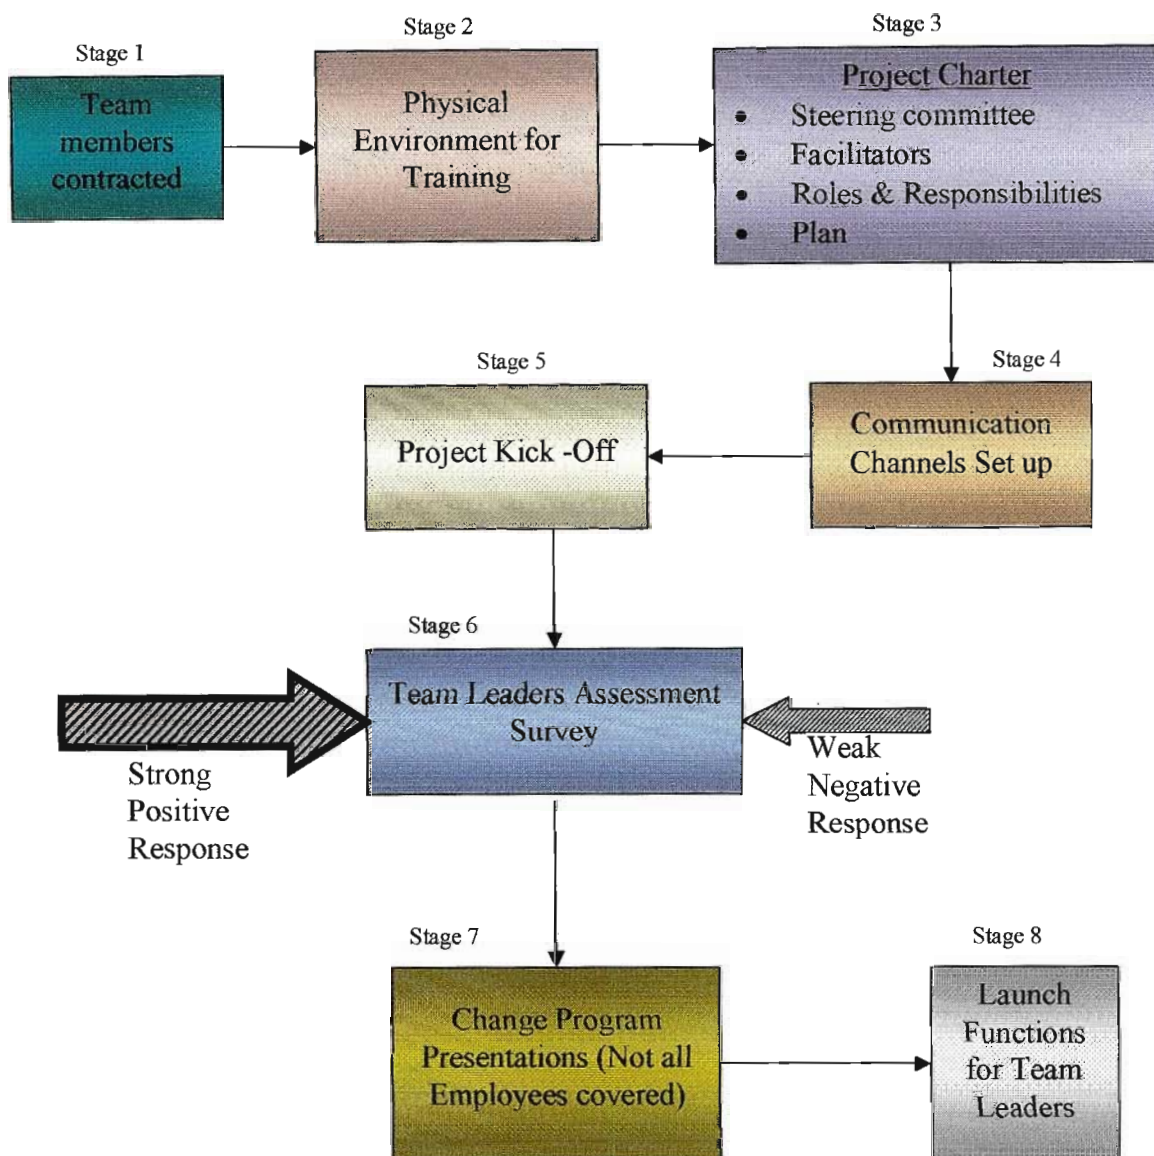 Stage 1
Team
members
contracted
Stage 2
Physical
Environment for
Training
Stage 3
Project Charter
• Steering committee
• Facilitators
• Roles & Responsibilities
• Plan
Stage 4
Communication
Channels Set up
Stage 5
Project Kick -Off
Stage 6
Team Leaders Assessment
Survey
Strong
Positive
Response
Weak
Negative
Response
Stage 7
Change Program
Presentations (Not all
Employees covered)
Stage 8
Launch
Functions
for Team
Leaders